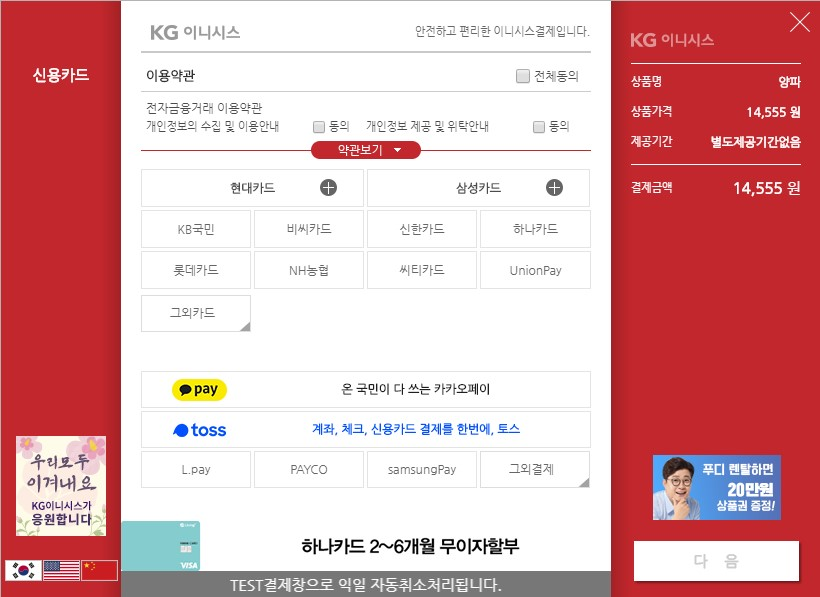 신용카드
우리모두
이겨내요
KG이니시스가
응원합니다
KG 이니시스
안전하고 편리한 이니시스결제입니다.
이용약관
전체동의
전자금융거래 이용약관
개인정보의 수집 및 이용안내
동의
개인정보 제공 및 위탁안내
동의
약관보기
현대카드
삼성카드
KB국민
비씨카드
신한카드
하나카드
롯데카드
NH농협
씨티카드
UnionPay
그외카드
pay
온 국민이 다 쓰는 카카오페이
toss
계좌, 체크, 신용카드 결제를 한번에, 토스
L.pay
PAYCO
samsungPay
그외결제
VISA
하나카드 2~6개월 무이자할부
TEST결제창으로 익일 자동취소처리됩니다.
KG 이니시스
상품명
양파
상품가격
14,555 원
제공기간
별도제공기간없음
결제금액
14,555 원
푸디 렌탈하면
20만원
상품권 증정!
다 음